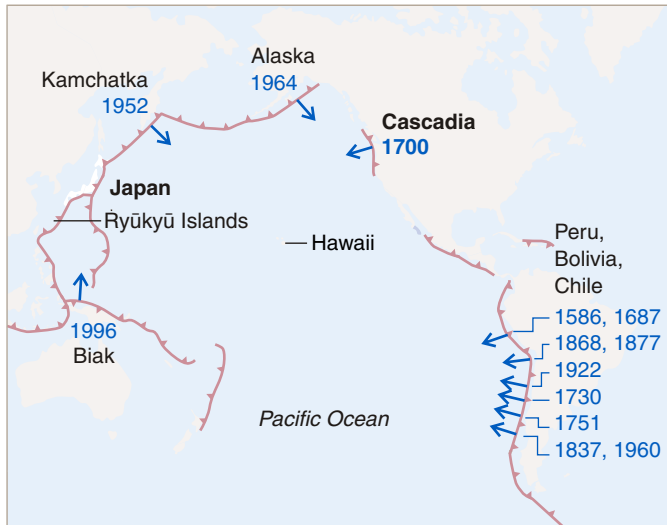 Alaska
1964
Kamchatka
1952
Cascadia
1700
Japan
Ryūkyū Islands
Hawaii
Peru,
Bolivia,
Chile
1586, 1687
1868, 1877
1922
1730
1751
1837, 1960
1996
Biak
Pacific Ocean